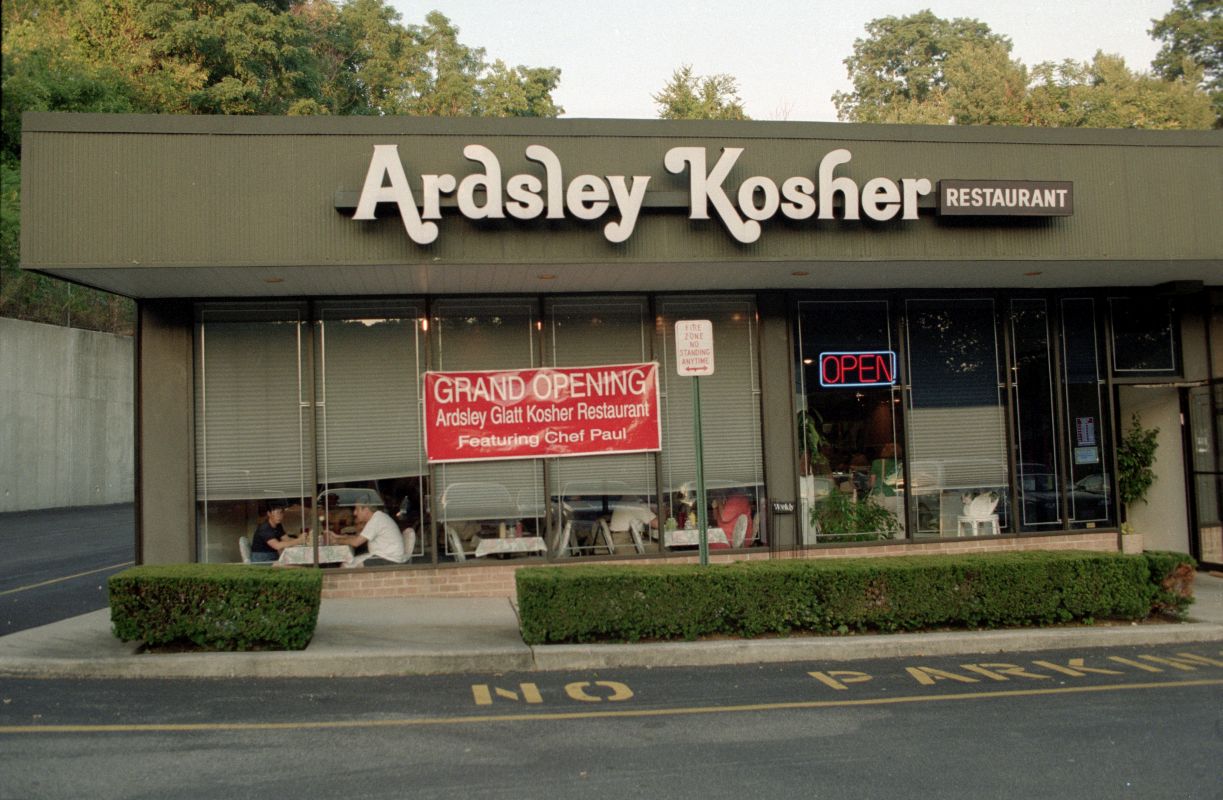 Ardsley Kosher RESTAURANT
FIRE
ZONE
NO
STANDING
ANYTIME
OPEN
GRAND OPENING
Ardsley Glatt Kosher Restaurant
Featuring Chef Paul
Weekly
NO PARKING